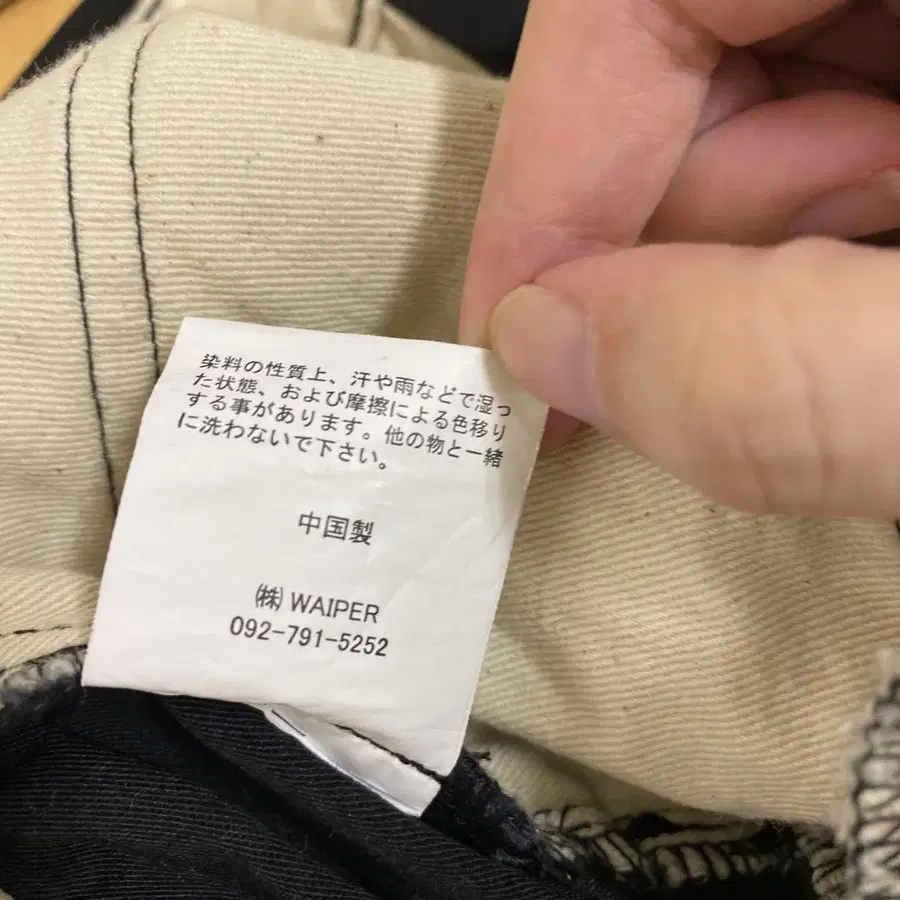 染料の性質上、汗や雨などで湿っ
た状態、および摩擦による色移り
する事があります。他の物と一緒
に洗わないで下さい。
中国製
㈱ WAIPER
092-791-5252